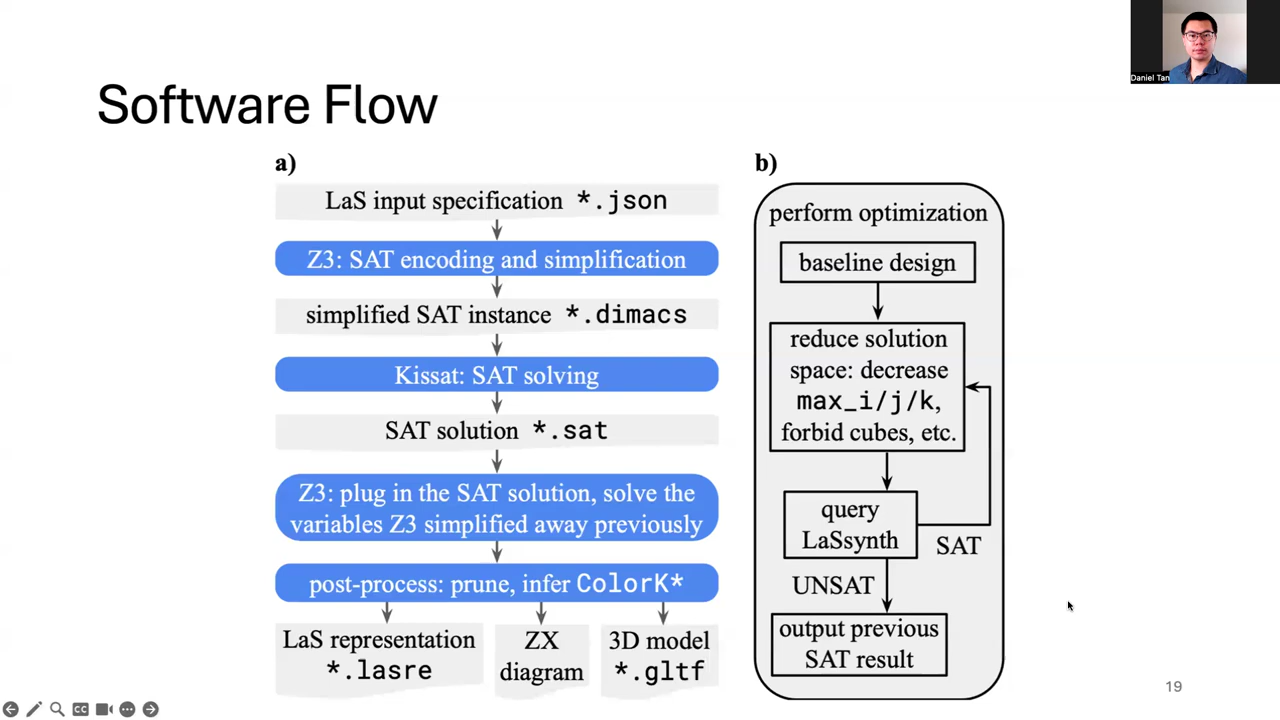 Daniel Tan
Software Flow
a)
LaS input specification *.json
Z3: SAT encoding and simplification
simplified SAT instance *.dimacs
Kissat: SAT solving
SAT solution *.sat
Z3: plug in the SAT solution, solve the
variables Z3 simplified away previously
post-process: prune, infer ColorK*
LaS representation
*.lasre
ZX
diagram
3D model
*.gltf
b)
perform optimization
baseline design
reduce solution
space: decrease
max_i/j/k,
forbid cubes, etc.
query
LaSsynth
SAT
UNSAT
output previous
SAT result
19
CC